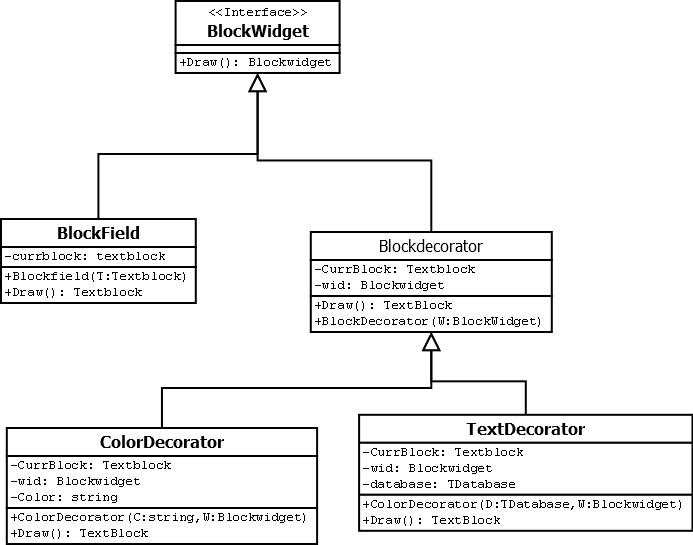 <<Interface>>
BlockWidget
+Draw(): Blockwidget
BlockField
-currblock: textblock
+Blockfield(T:Textblock)
+Draw(): Textblock
Blockdecorator
-CurrBlock: Textblock
-wid: Blockwidget
+Draw(): TextBlock
+BlockDecorator(W:BlockWidget)
ColorDecorator
-CurrBlock: Textblock
-wid: Blockwidget
-Color: string
+ColorDecorator(C:string,W:Blockwidget)
+Draw(): TextBlock
TextDecorator
-CurrBlock: Textblock
-wid: Blockwidget
-database: TDatabase
+ColorDecorator(D:TDatabase,W:Blockwidget)
+Draw(): TextBlock